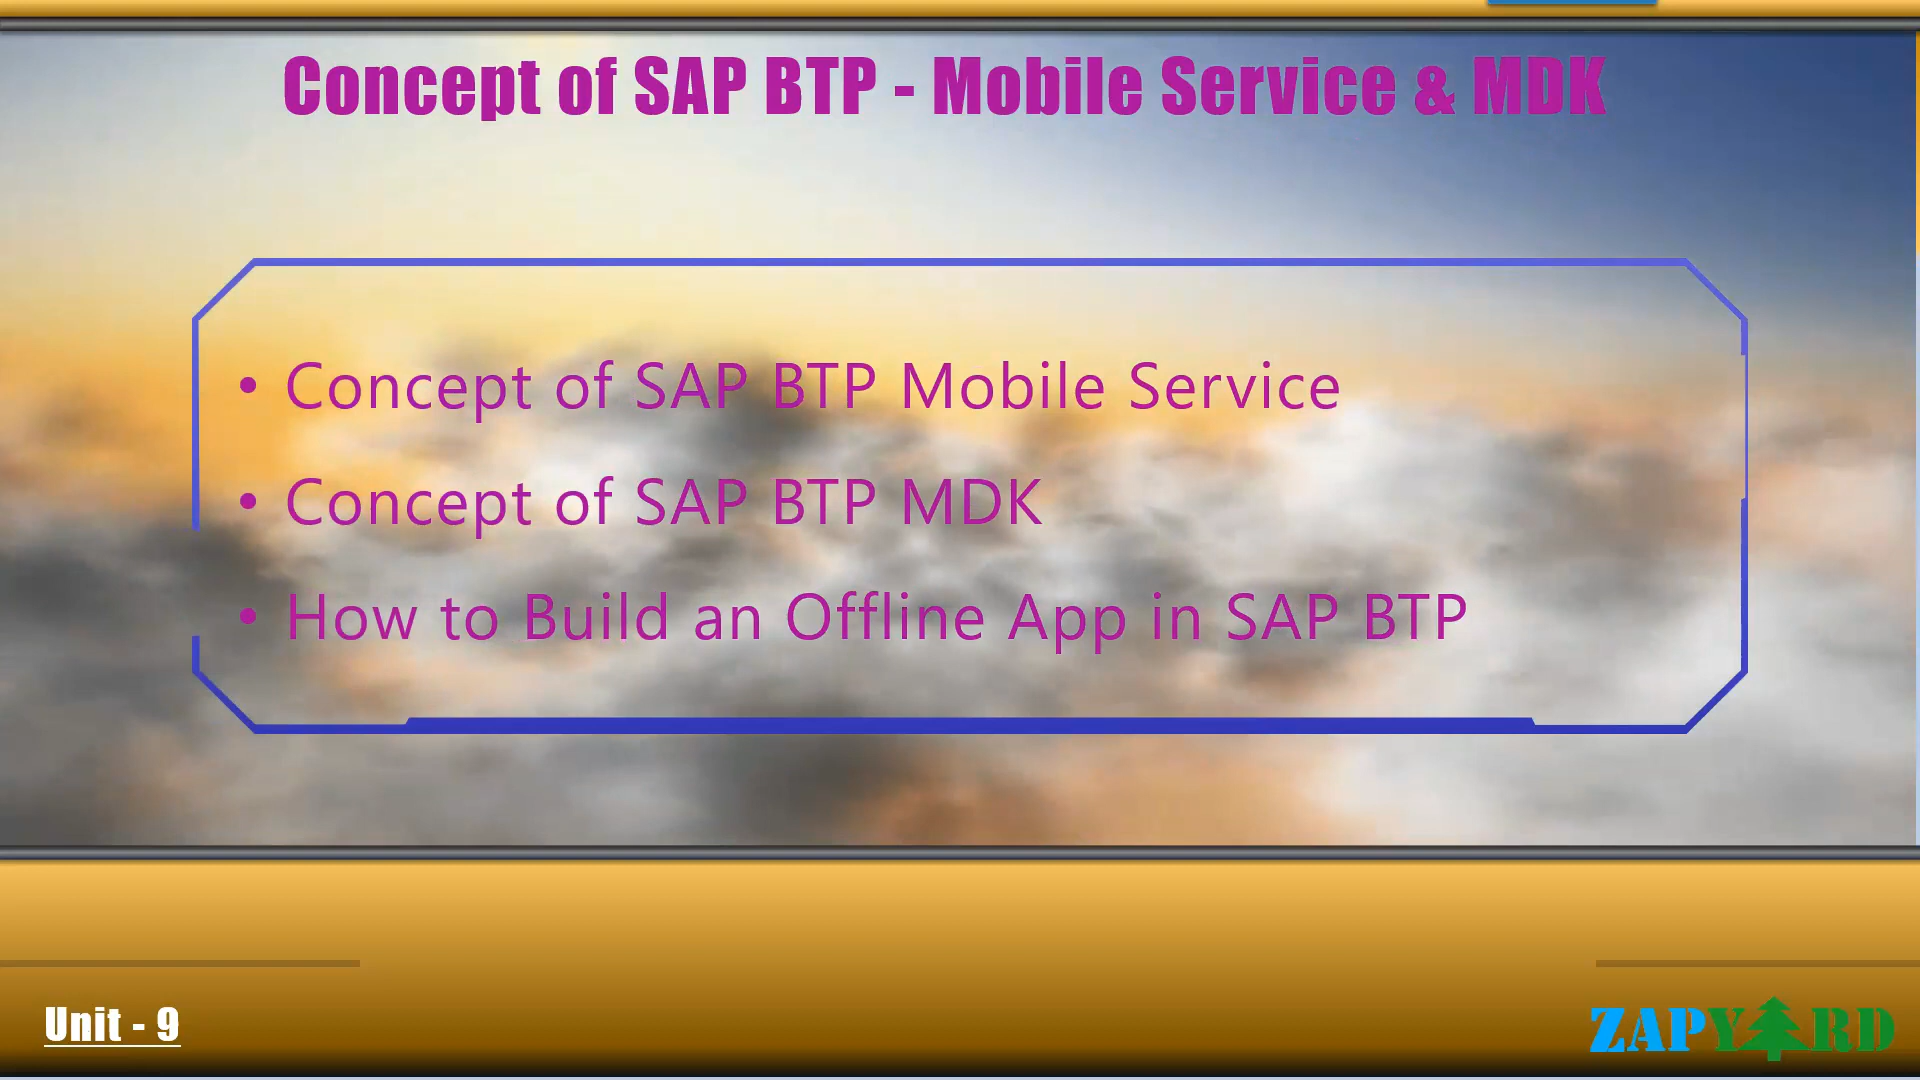 Concept of SAP BTP - Mobile Service & MDK
• Concept of SAP BTP Mobile Service
• Concept of SAP BTP MDK
• How to Build an Offline App in SAP BTP
Unit - 9
ZAPYARD